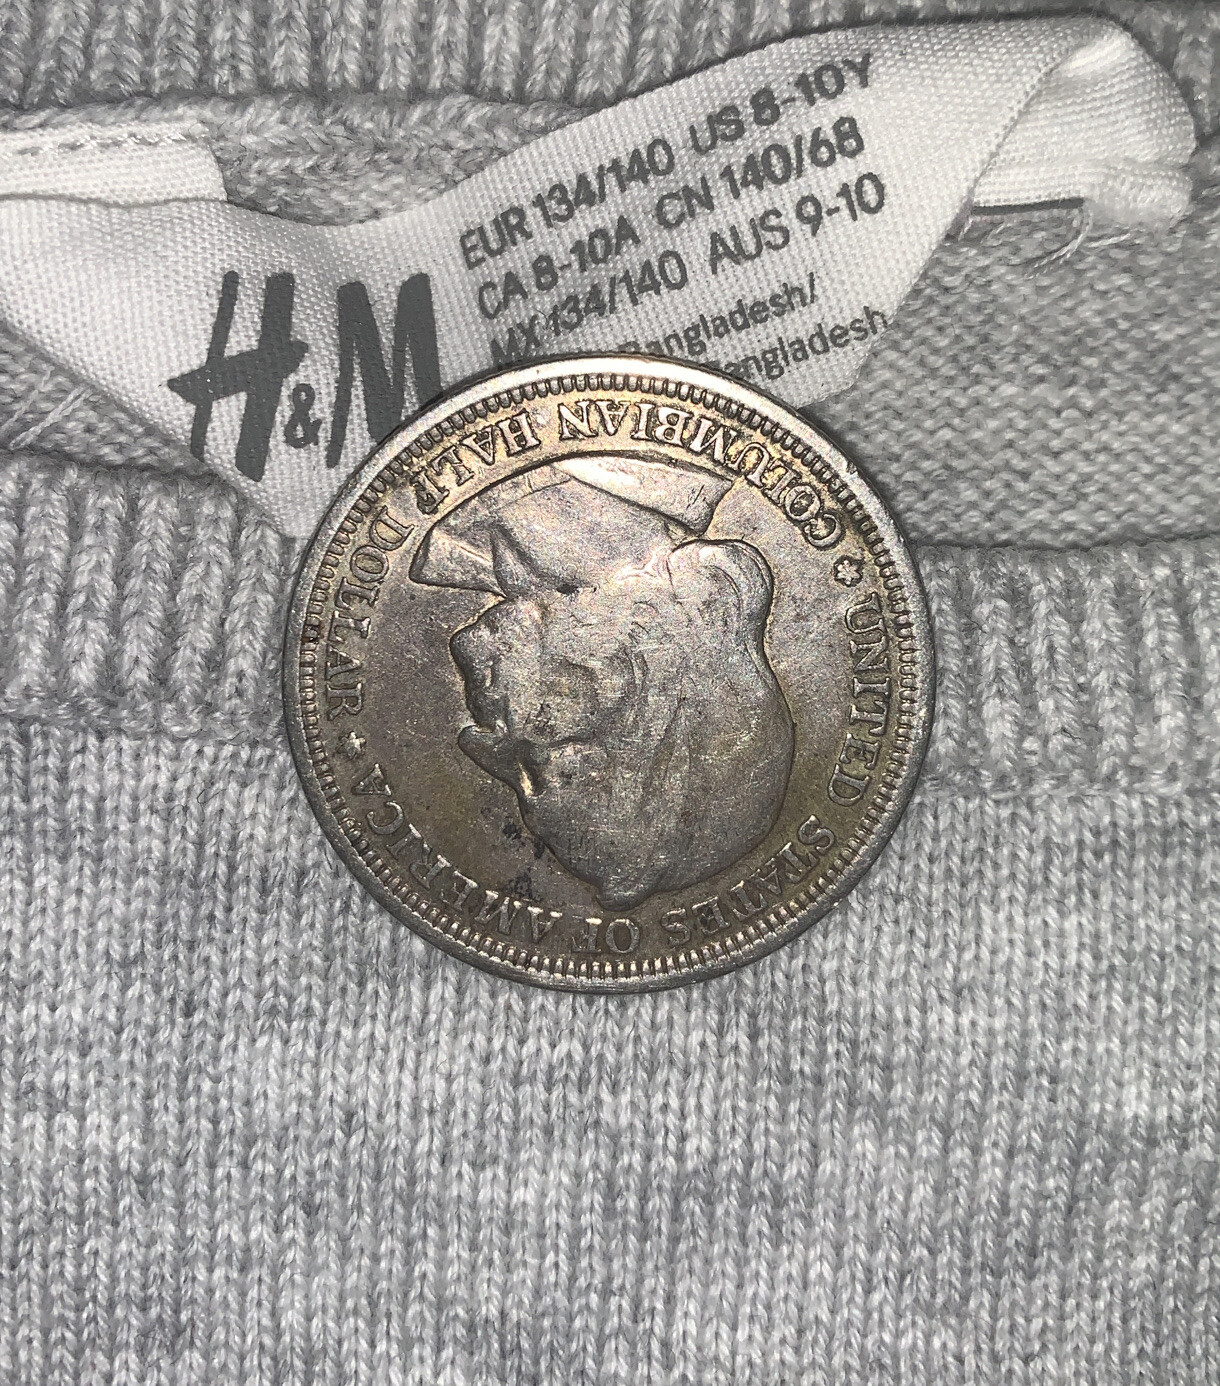 H&M
EUR 134/140 US 8-10Y
CA 8-10A CN 140/68
MX 134/140 AUS 9-10
Bangladesh/
UNITED STATES OF AMERICA
COLUMBIAN HALF DOLLAR